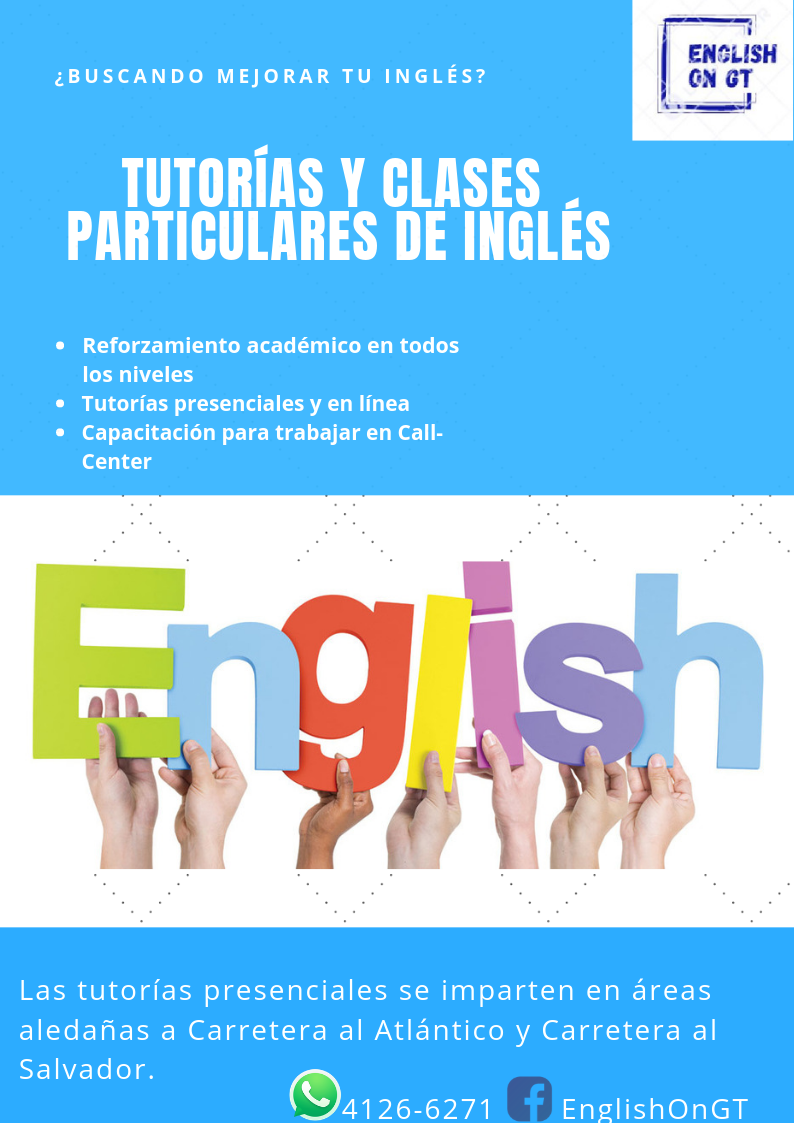 ENGLISH
ON GT
¿BUSCANDO MEJORAR TU INGLÉS?
TUTORÍAS Y CLASES
PARTICULARES DE INGLÉS
Reforzamiento académico en todos
los niveles
Tutorías presenciales y en línea
Capacitación para trabajar en Call-
Center
English
Las tutorías presenciales se imparten en áreas
aledañas a Carretera al Atlántico y Carretera al
Salvador.
4126-6271 EnglishOnGT